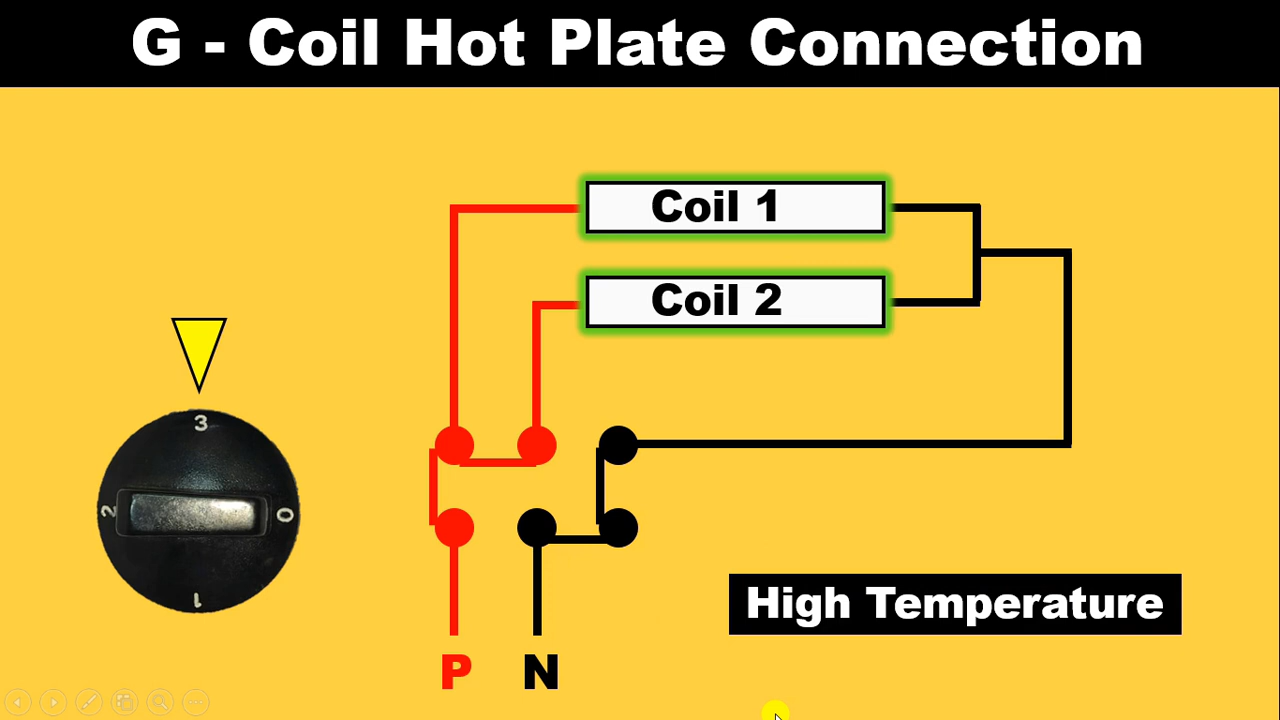 G - Coil Hot Plate Connection
Coil 1
Coil 2
3
2
0
1
High Temperature
P N